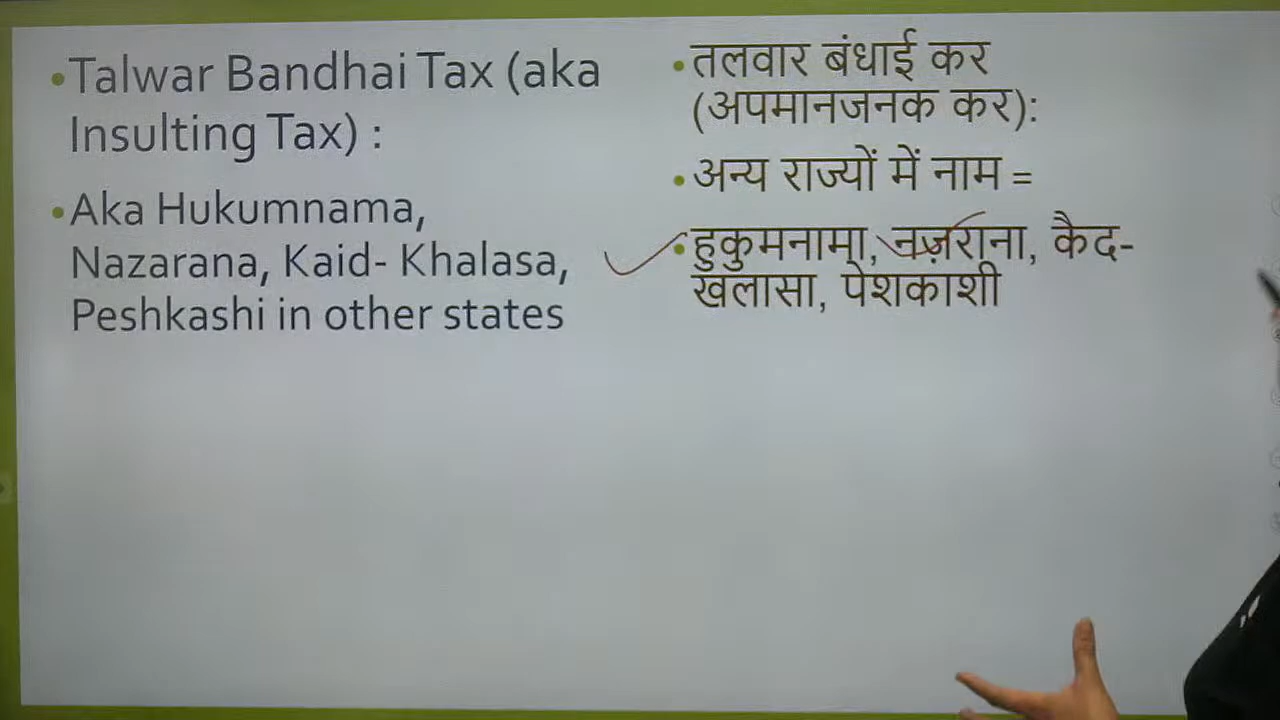 •Talwar Bandhai Tax (aka
Insulting Tax) :
•Aka Hukumnama,
Nazarana, Kaid- Khalasa,
Peshkashi in other states
•तलवार बंधाई कर
(अपमानजनक कर):
•अन्य राज्यों में नाम =
•हुकुमनामा, नज़राना, कैद-
खलासा, पेशकाशी